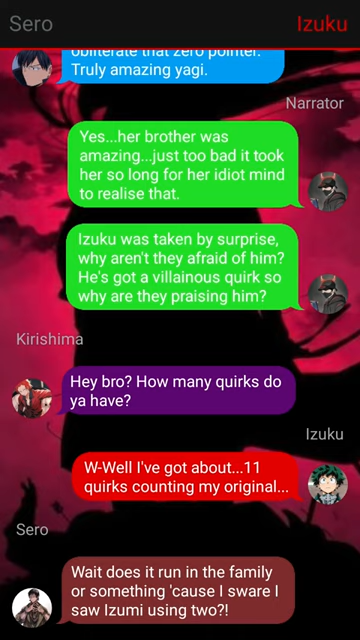 Sero
Izuku
obliterate that zero pointer.
Truly amazing yagi.
Narrator
Yes...her brother was
amazing...just too bad it took
her so long for her idiot mind
to realise that.
Izuku was taken by surprise,
why aren't they afraid of him?
He's got a villainous quirk so
why are they praising him?
Kirishima
Hey bro? How many quirks do
ya have?
Izuku
W-Well I've got about...11
quirks counting my original...
Sero
Wait does it run in the family
or something 'cause I sware I
saw Izumi using two?!